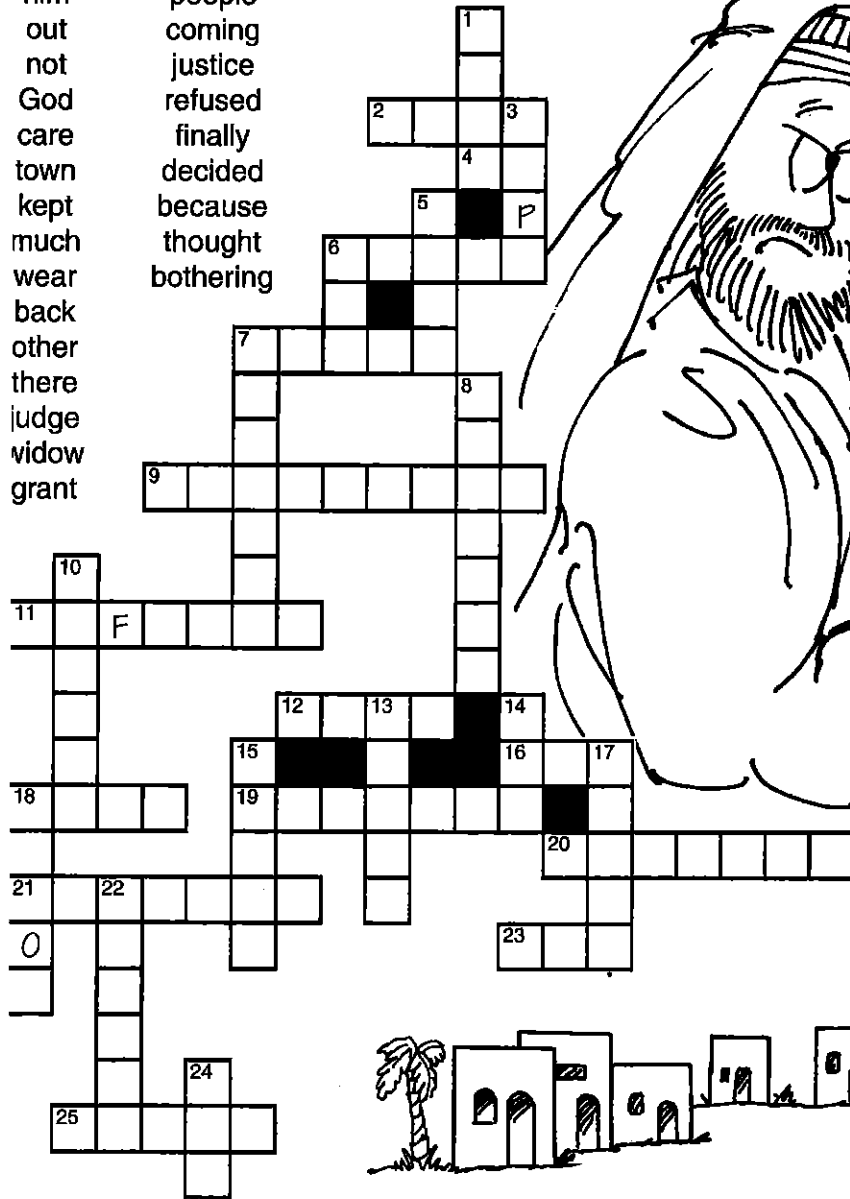 out
not
God
care
town
kept
much
wear
back
other
there
judge
widow
grant
coming
justice
refused
finally
decided
because
thought
bothering
1
2 3
4
5 P
6
7
8
9
10
11 F
12 13 14
15 16 17
18 19
20
21 22
O 23
24
25